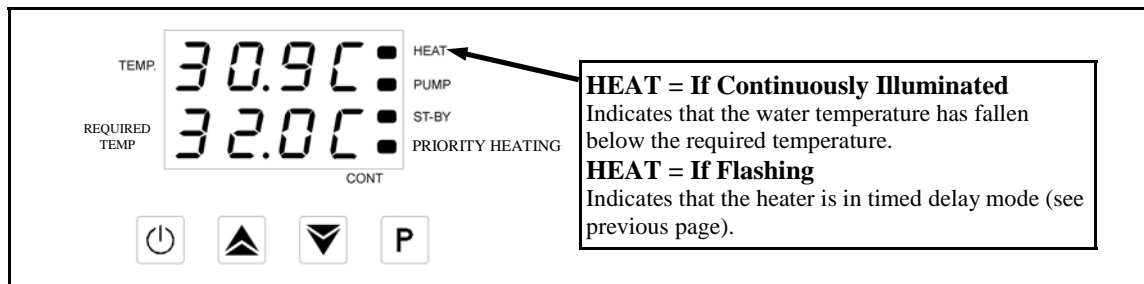 TEMP. 30.9C HEAT
PUMP
REQUIRED TEMP 32.0C ST-BY
PRIORITY HEATING
CONT
P
HEAT = If Continuously Illuminated
Indicates that the water temperature has fallen
below the required temperature.
HEAT = If Flashing
Indicates that the heater is in timed delay mode (see
previous page).